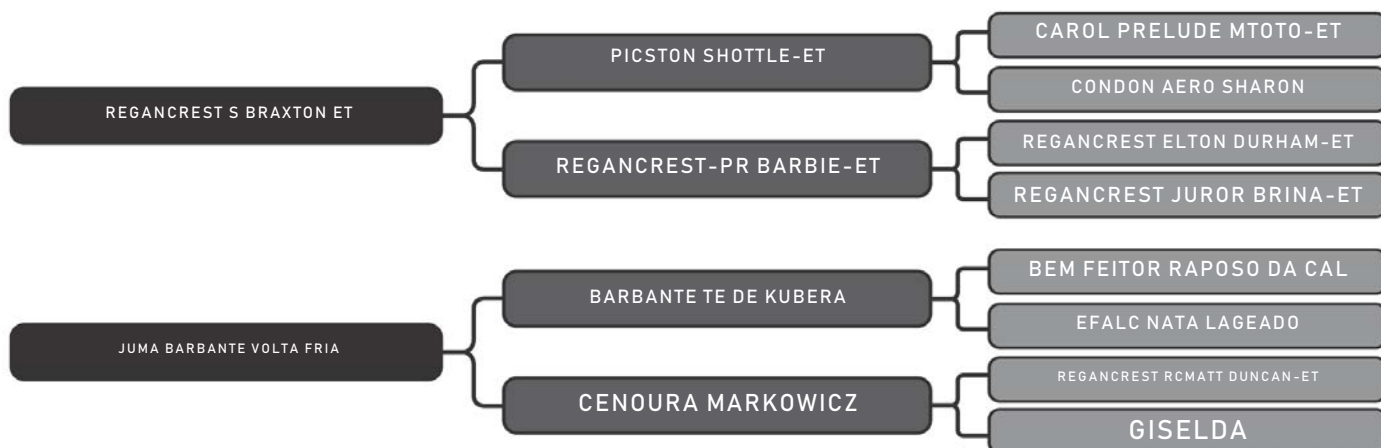 REGANCREST S BRAXTON ET
PICSTON SHOTTLE-ET
REGANCREST-PR BARBIE-ET
CAROL PRELUDE MTOTO-ET
CONDON AERO SHARON
REGANCREST ELTON DURHAM-ET
REGANCREST JUROR BRINA-ET
JUMA BARBANTE VOLTA FRIA
BARBANTE TE DE KUBERA
CENOURA MARKOWICZ
BEM FEITOR RAPOSO DA CAL
EFALC NATA LAGEADO
REGANCREST RCMATT DUNCAN-ET
GISELDA